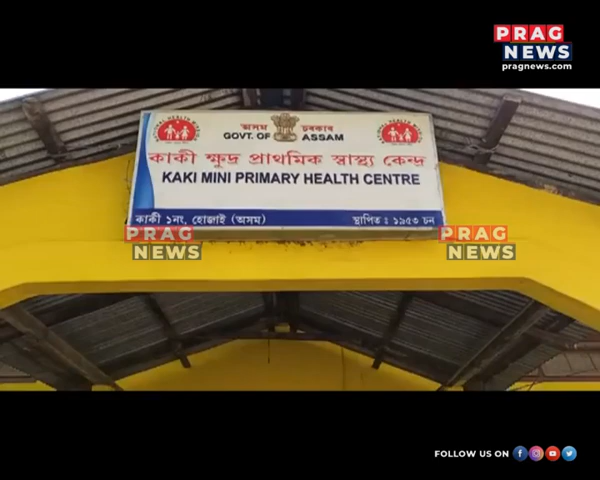 PRAG
NEWS
pragnews.com
অসম চৰকাৰ
GOVT. OF ASSAM
কাকী ক্ষুদ্ৰ প্ৰাথমিক স্বাস্থ্য কেন্দ্ৰ
KAKI MINI PRIMARY HEALTH CENTRE
কাকী ১নং, হোজাই (অসম) স্থাপিত : ১৯৫৩ চন
PRAG
NEWS
PRAG
NEWS
FOLLOW US ON